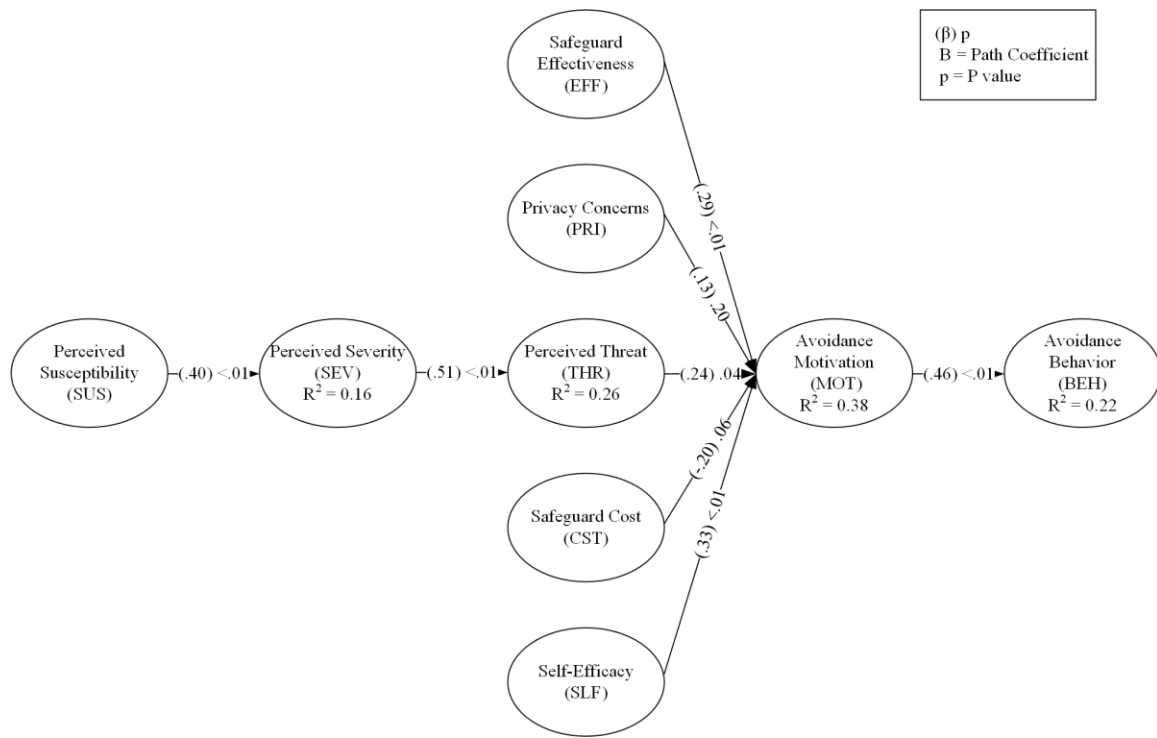 Safeguard
Effectiveness
(EFF)
(β) p
B = Path Coefficient
p = P value
Privacy Concerns
(PRI)
(.29) <.01
(.13) .20
Perceived
Susceptibility
(SUS)
(.40) <.01
Perceived Severity
(SEV)
R² = 0.16
(.51) <.01
Perceived Threat
(THR)
R² = 0.26
(.24) .04
Avoidance
Motivation
(MOT)
R² = 0.38
(.46) <.01
Avoidance
Behavior
(BEH)
R² = 0.22
(-.20) .06
(.33) <.01
Safeguard Cost
(CST)
Self-Efficacy
(SLF)